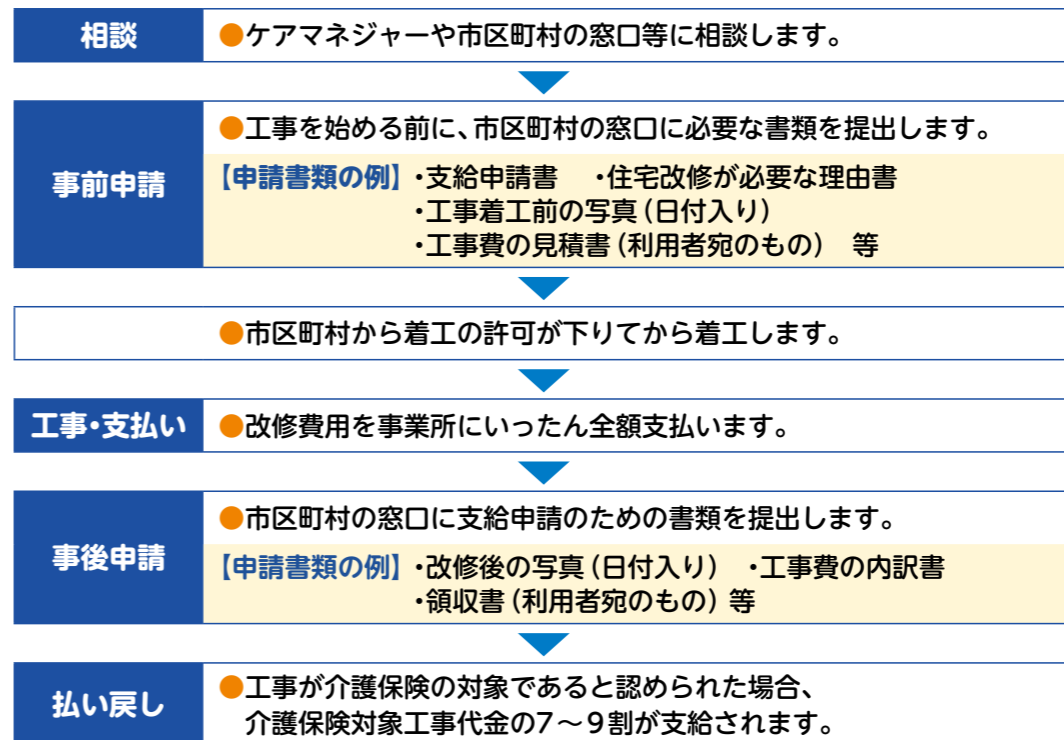 相談
●ケアマネジャーや市区町村の窓口等に相談します。
事前申請
●工事を始める前に、市区町村の窓口に必要な書類を提出します。
【申請書類の例】・支給申請書　・住宅改修が必要な理由書
・工事着工前の写真（日付入り）
・工事費の見積書（利用者宛のもの）　等
●市区町村から着工の許可が下りてから着工します。
工事・支払い
●改修費用を事業所にいったん全額支払います。
事後申請
●市区町村の窓口に支給申請のための書類を提出します。
【申請書類の例】・改修後の写真（日付入り）　・工事費の内訳書
・領収書（利用者宛のもの）等
払い戻し
●工事が介護保険の対象であると認められた場合、
介護保険対象工事代金の7～9割が支給されます。